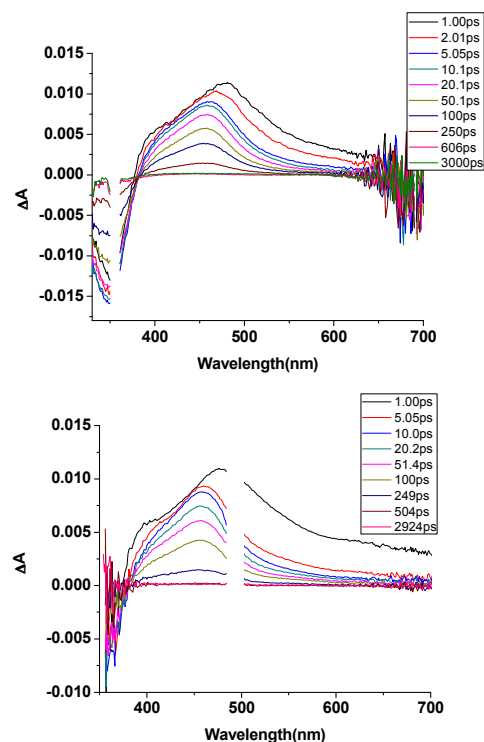 0.015
0.010
0.005
0.000
-0.005
-0.010
-0.015
ΔA
400
500
600
700
Wavelength(nm)
1.00ps
2.01ps
5.05ps
10.1ps
20.1ps
50.1ps
100ps
250ps
606ps
3000ps
0.015
0.010
0.005
0.000
-0.005
-0.010
ΔA
400
500
600
700
Wavelength(nm)
1.00ps
5.05ps
10.0ps
20.2ps
51.4ps
100ps
249ps
504ps
2924ps